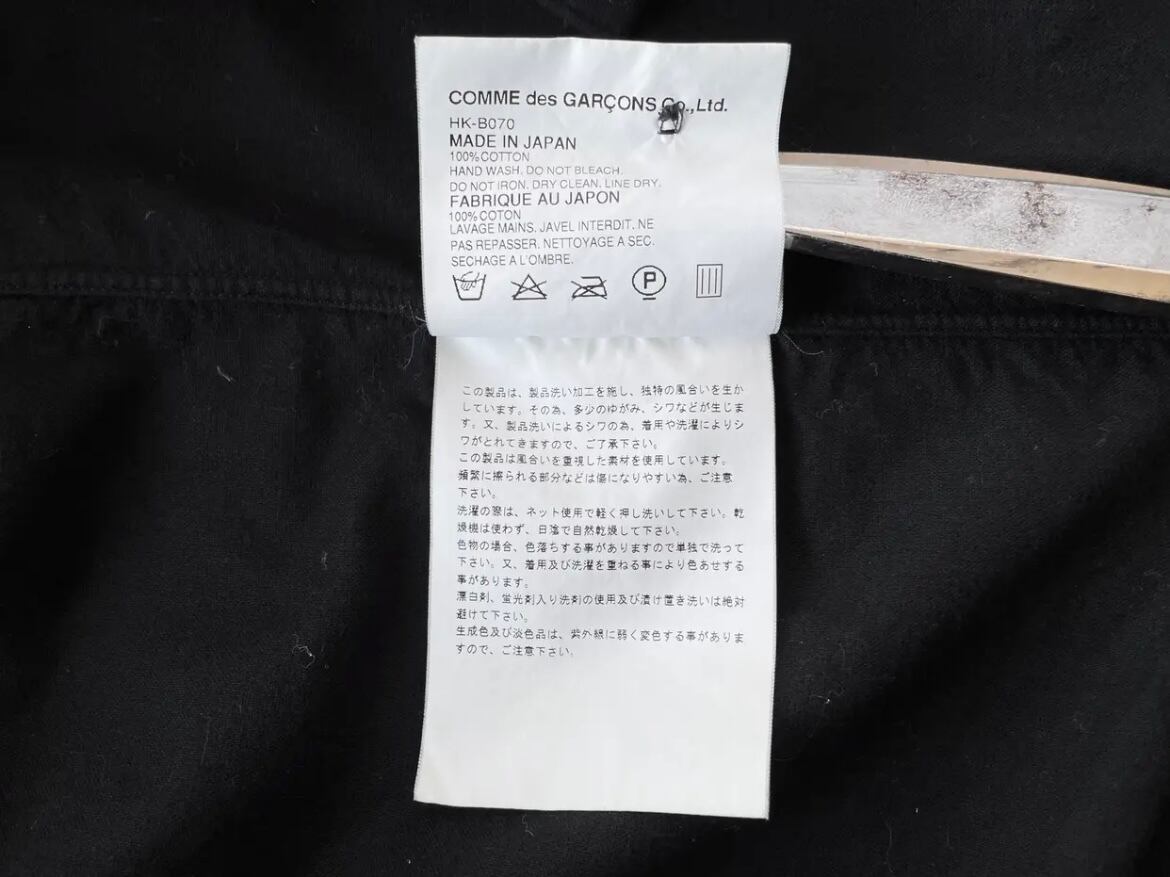 COMME des GARÇONS Co.,Ltd.
HK-B070
MADE IN JAPAN
100%COTTON
HAND WASH. DO NOT BLEACH.
DO NOT IRON. DRY CLEAN. LINE DRY.
FABRIQUE AU JAPON
100%COTON
LAVAGE MAINS. JAVEL INTERDIT. NE
PAS REPASSER. NETTOYAGE A SEC.
SECHAGE A L'OMBRE.
P
この製品は、製品洗い加工を施し、独特の風合いを生か
しています。その為、多少のゆがみ、シワなどが生じま
す。又、製品洗いによるシワの為、着用や洗濯によりシ
ワがとれてきますので、ご了承下さい。
この製品は風合いを重視した素材を使用しています。
頻繁に擦られる部分などは傷になりやすい為、ご注意
下さい。
洗濯の際は、ネット使用で軽く押し洗いして下さい。乾
燥機は使わず、日陰で自然乾燥して下さい。
色物の場合、色落ちする事がありますので単独で洗って
下さい。又、着用及び洗濯を重ねる事により色あせする
事があります。
漂白剤、蛍光剤入り洗剤の使用及び漬け置き洗いは絶対
避けて下さい。
生成色及び淡色品は、紫外線に弱く変色する事がありま
すので、ご注意下さい。